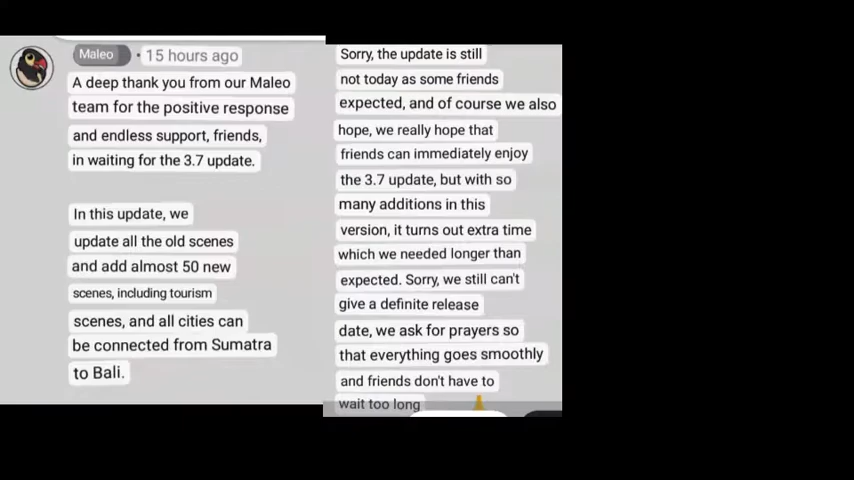 Maleo • 15 hours ago
A deep thank you from our Maleo
team for the positive response
and endless support, friends,
in waiting for the 3.7 update.
In this update, we
update all the old scenes
and add almost 50 new
scenes, including tourism
scenes, and all cities can
be connected from Sumatra
to Bali.
Sorry, the update is still
not today as some friends
expected, and of course we also
hope, we really hope that
friends can immediately enjoy
the 3.7 update, but with so
many additions in this
version, it turns out extra time
which we needed longer than
expected. Sorry, we still can't
give a definite release
date, we ask for prayers so
that everything goes smoothly
and friends don't have to
wait too long